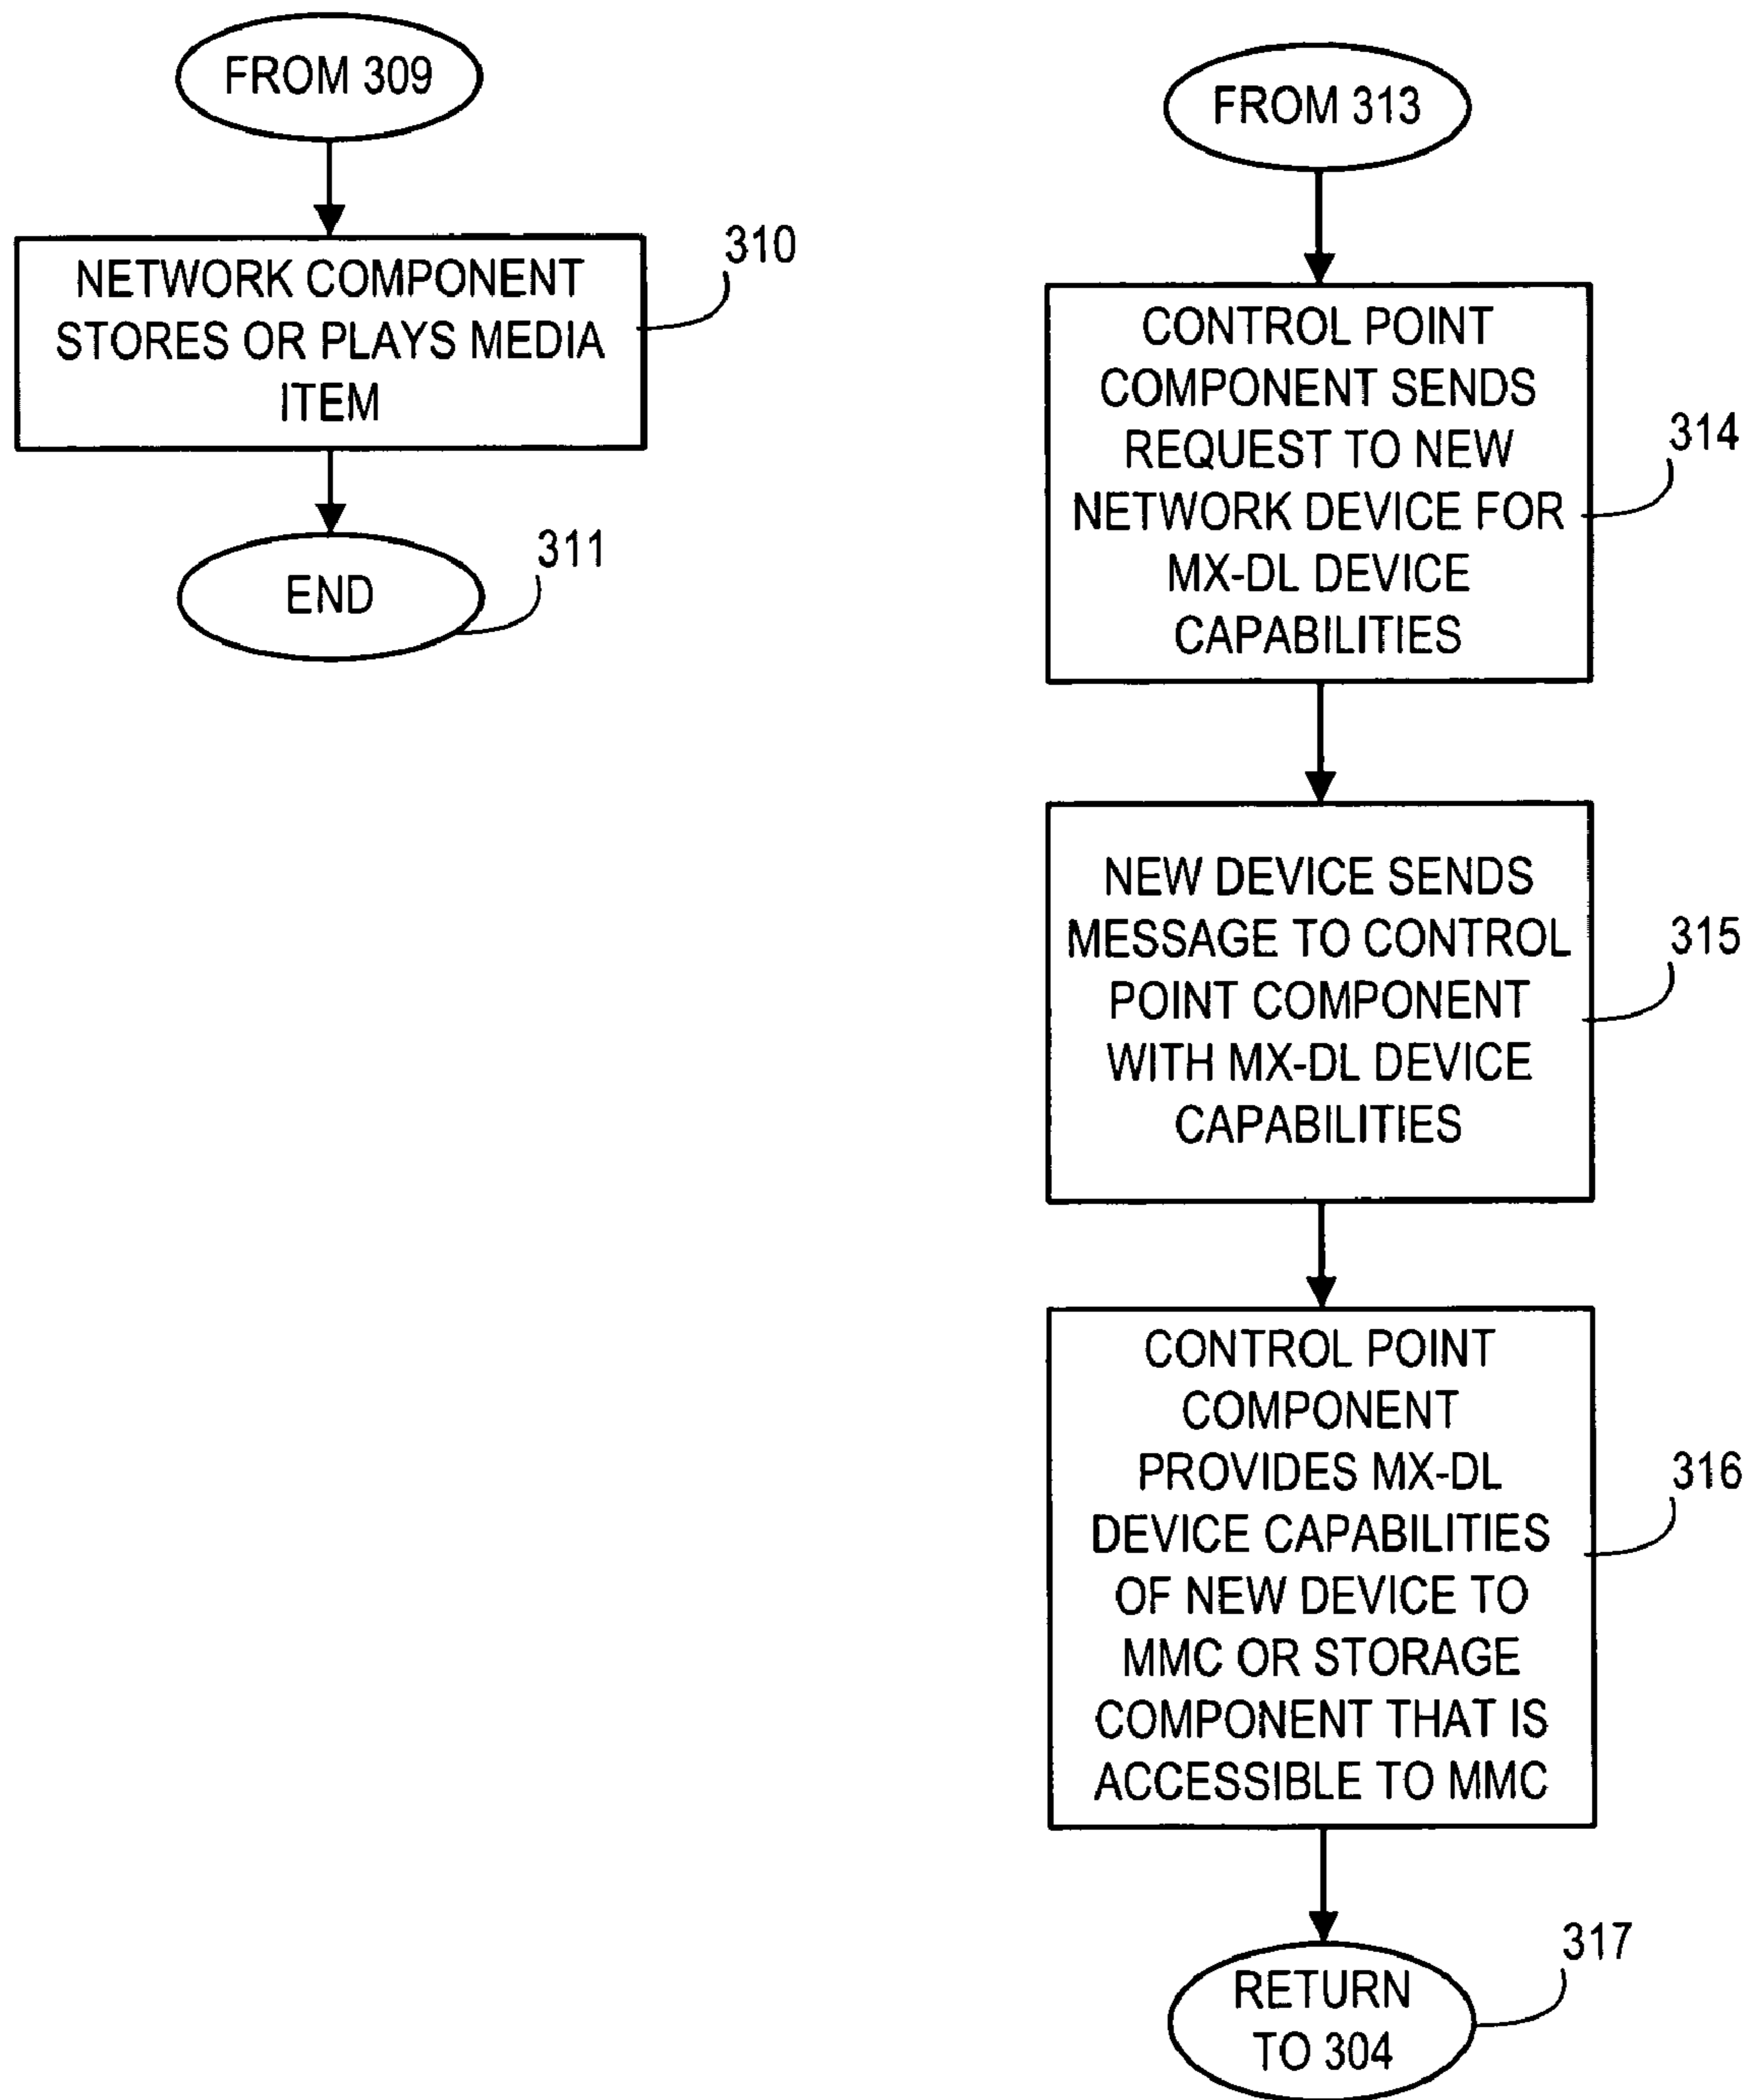 FROM 309
NETWORK COMPONENT
STORES OR PLAYS MEDIA
ITEM
310
END
311
FROM 313
CONTROL POINT
COMPONENT SENDS
REQUEST TO NEW
NETWORK DEVICE FOR
MX-DL DEVICE
CAPABILITIES
314
NEW DEVICE SENDS
MESSAGE TO CONTROL
POINT COMPONENT
WITH MX-DL DEVICE
CAPABILITIES
315
CONTROL POINT
COMPONENT
PROVIDES MX-DL
DEVICE CAPABILITIES
OF NEW DEVICE TO
MMC OR STORAGE
COMPONENT THAT IS
ACCESSIBLE TO MMC
316
RETURN
TO 304
317